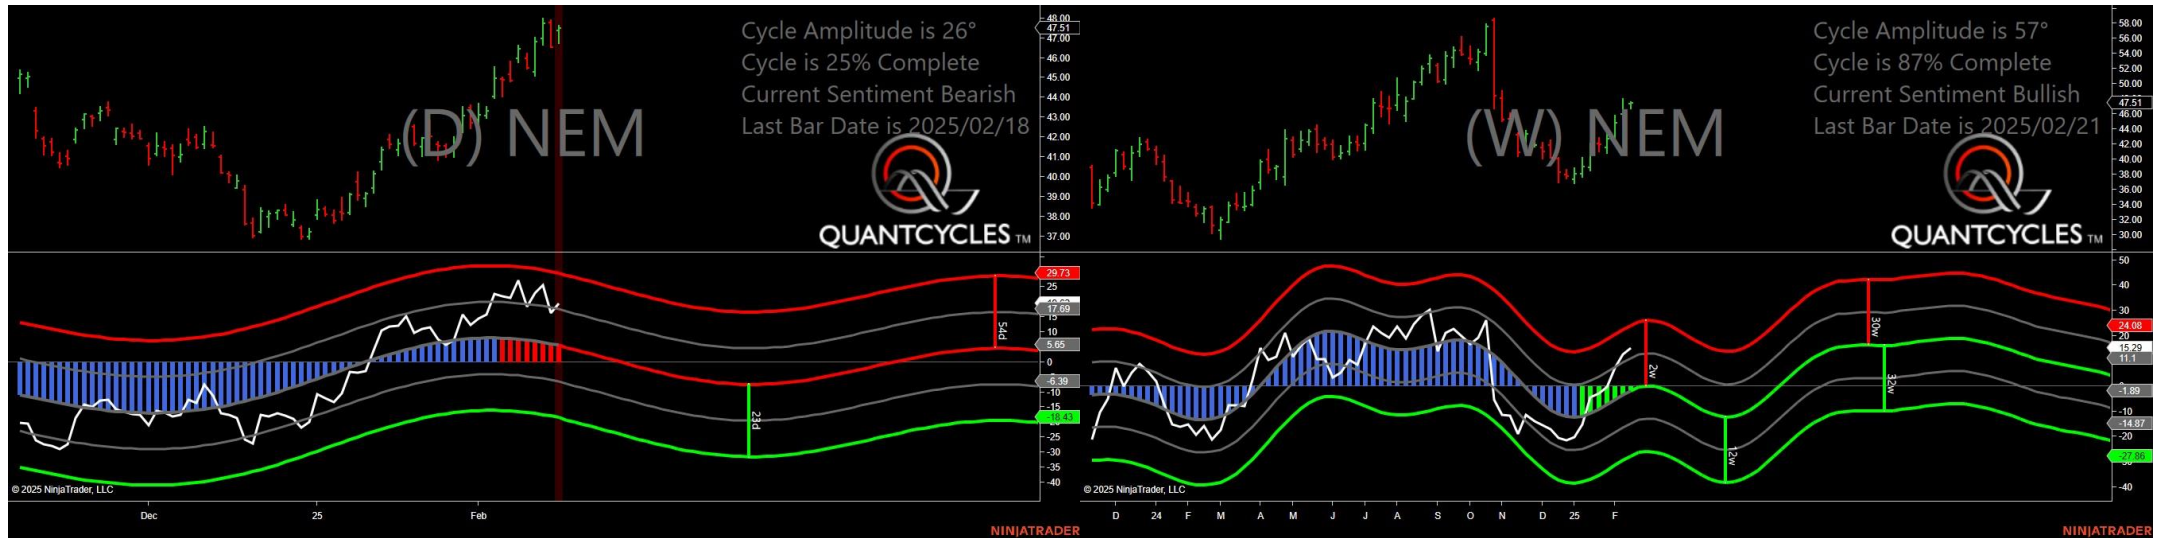 Cycle Amplitude is 26°
Cycle is 25% Complete
Current Sentiment Bearish
Last Bar Date is 2025/02/18
(D) NEM
QUANTCYCLES TM
48.00
47.51
47.00
46.00
45.00
44.00
43.00
42.00
41.00
40.00
39.00
38.00
37.00
29.73
25
17.69
15
10
5.65
0
-6.39
-10
-15
-18.43
-25
-30
-35
-40
54d
23d
© 2025 NinjaTrader, LLC
Dec
25
Feb
NINJATRADER
Cycle Amplitude is 57°
Cycle is 87% Complete
Current Sentiment Bullish
Last Bar Date is 2025/02/21
(W) NEM
QUANTCYCLES TM
58.00
56.00
54.00
52.00
50.00
47.51
46.00
44.00
42.00
40.00
38.00
36.00
34.00
32.00
30.00
50
40
30
24.08
20
15.29
11.1
-1.89
-10
-14.87
-20
-27.86
-40
2w
30w
32w
12w
© 2025 NinjaTrader, LLC
D
24
F
M
A
M
J
J
A
S
O
N
D
25
F
NINJATRADER